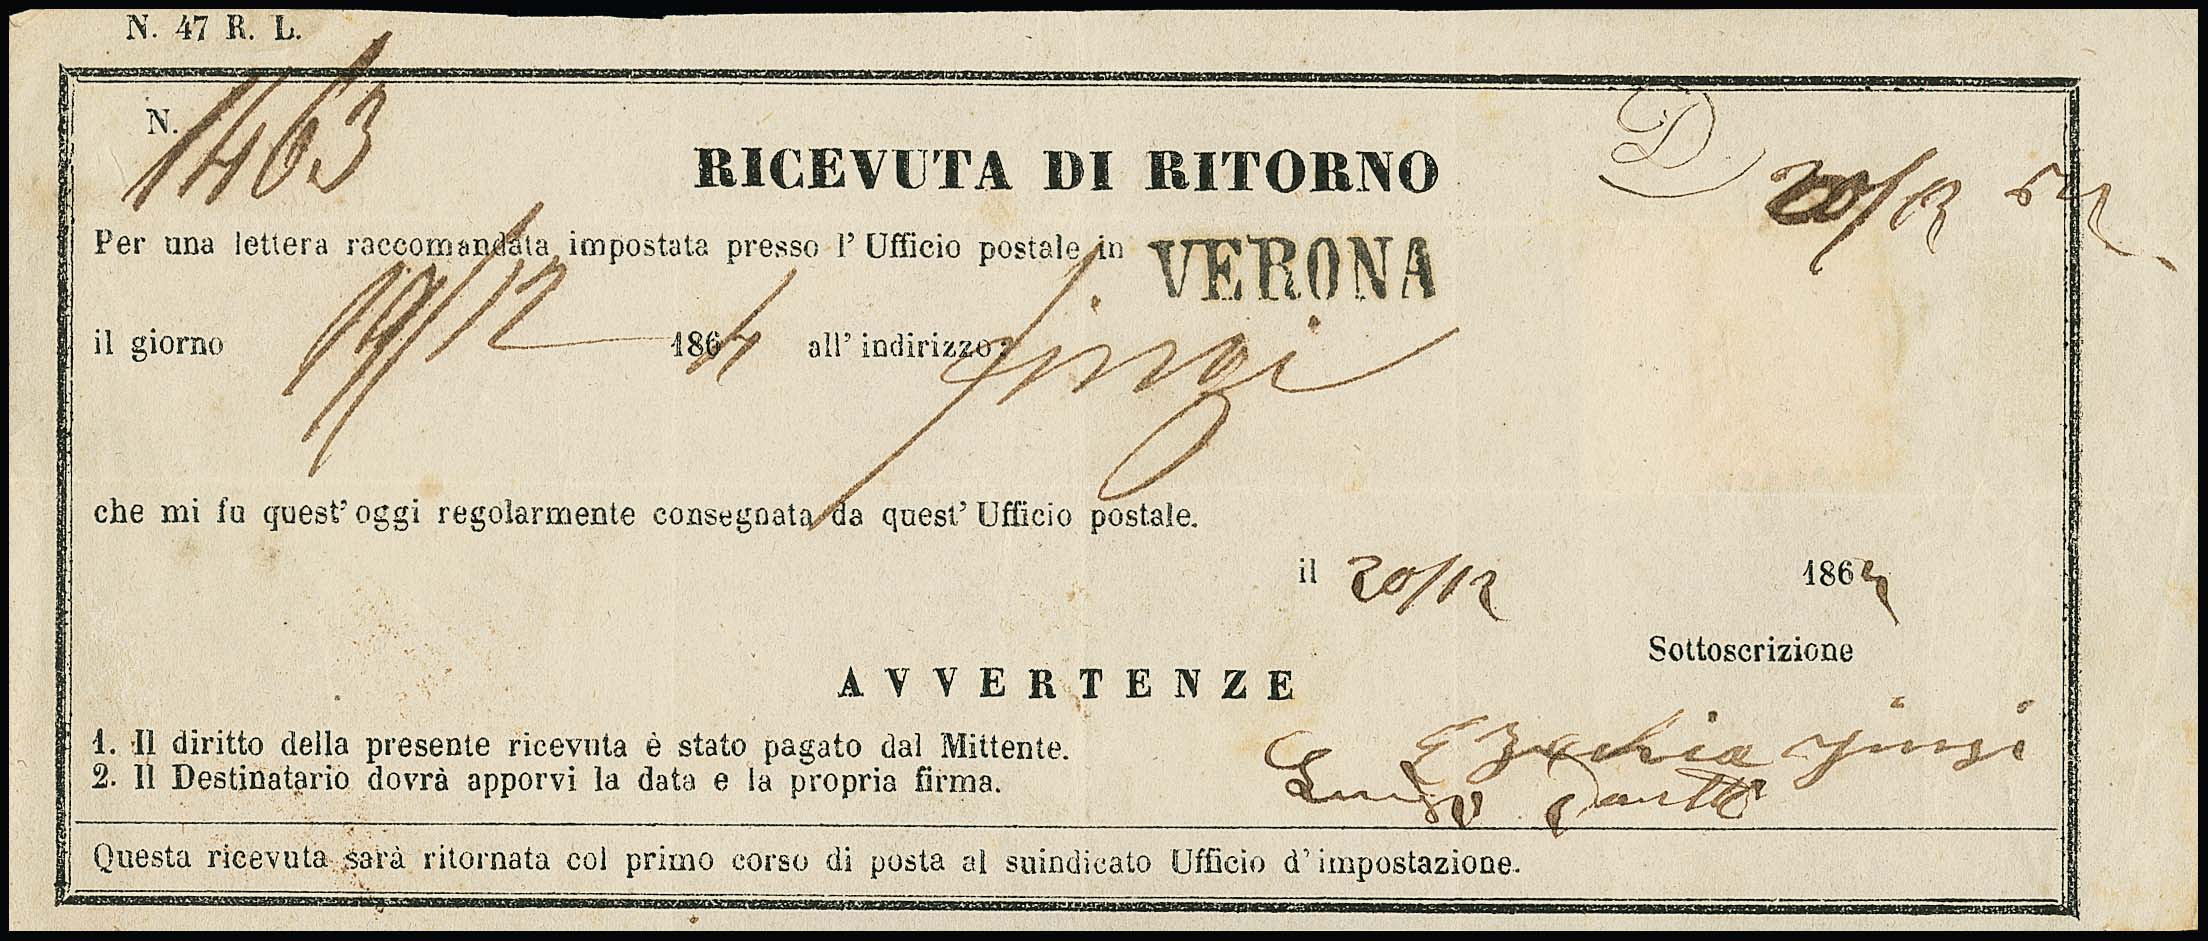 N. 47 R. L.
N. 1463
RICEVUTA DI RITORNO
D 20/12 64
Per una lettera raccomandata impostata presso l' Ufficio postale in VERONA
il giorno 19/12 1864 all' indirizzo:
che mi fu quest' oggi regolarmente consegnata da quest' Ufficio postale.
il 20/12 1864
Sottoscrizione
AVVERTENZE
1. Il diritto della presente ricevuta è stato pagato dal Mittente.
2. Il Destinatario dovrà apporvi la data e la propria firma.
Questa ricevuta sarà ritornata col primo corso di posta al suindicato Ufficio d' impostazione.